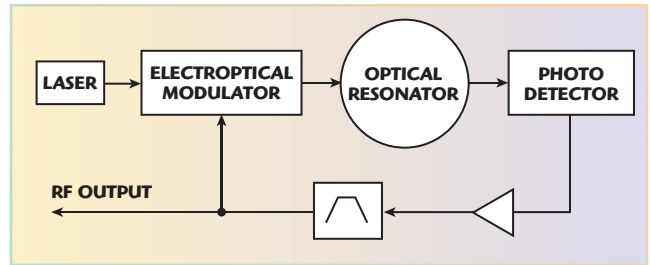 LASER
ELECTROPTICAL
MODULATOR
OPTICAL
RESONATOR
PHOTO
DETECTOR
RF OUTPUT